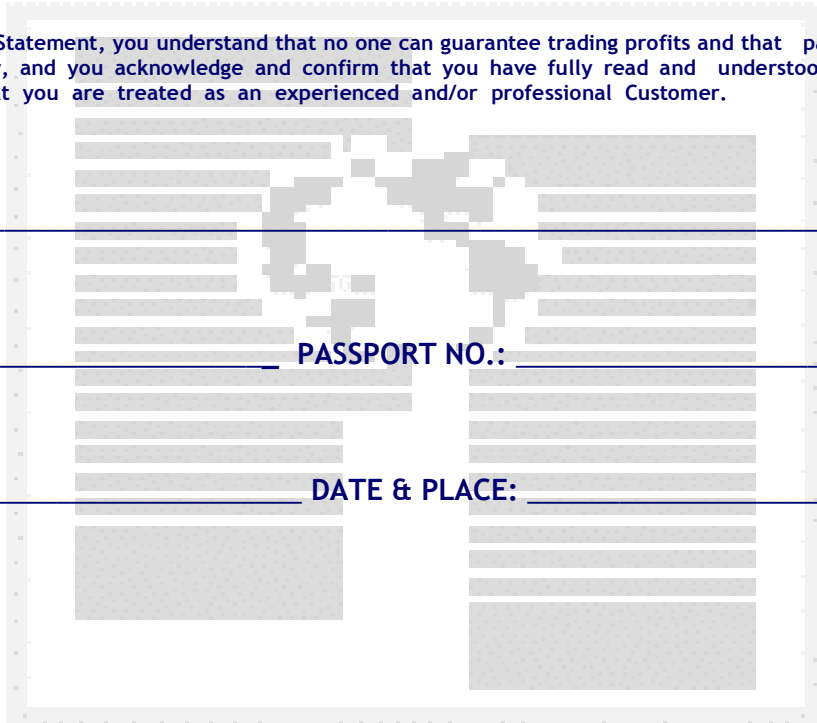 Statement, you understand that no one can guarantee trading profits and that
and you acknowledge and confirm that you have fully read and
you are treated as an experienced and/or professional Customer.
PASSPORT NO.:
DATE & PLACE: